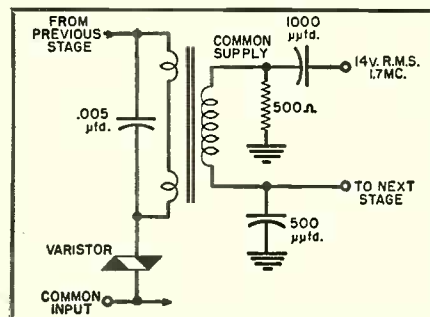 FROM
PREVIOUS
STAGE
1000
µµfd.
COMMON
SUPPLY
14V. R.M.S.
1.7MC.
.005
µfd.
500Ω
TO NEXT
STAGE
500
µµfd.
VARISTOR
COMMON
INPUT